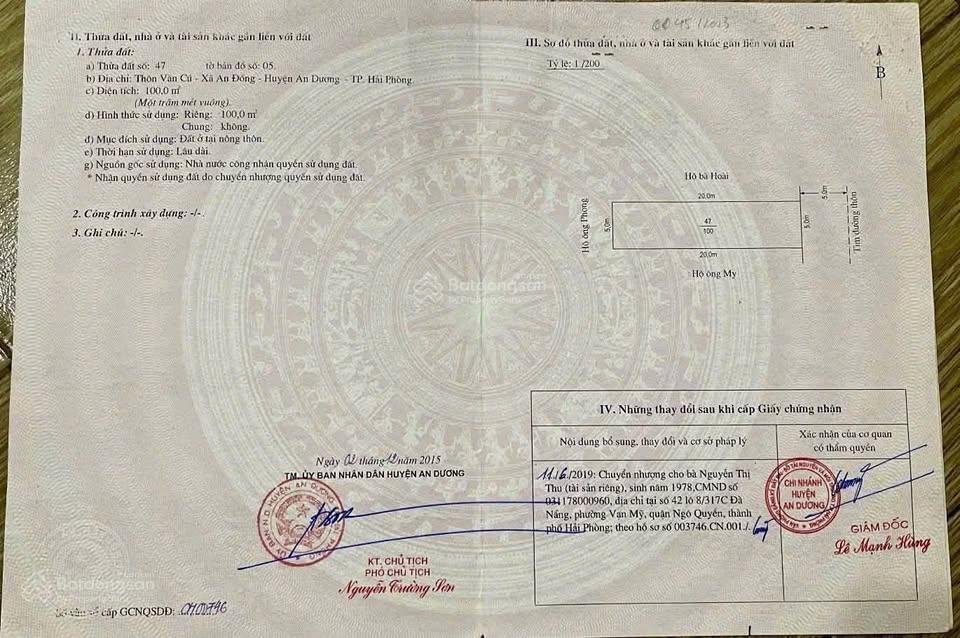 II. Thửa đất, nhà ở và tài sản khác gắn liền với đất
1. Thửa đất:
a) Thửa đất số: 47 tờ bản đồ số: 05.
b) Địa chỉ: Thôn Văn Cú - Xã An Đồng - Huyện An Dương - TP. Hải Phòng.
c) Diện tích: 100,0 m²
(Một trăm mét vuông).
d) Hình thức sử dụng: Riêng: 100,0 m²
Chung: không.
đ) Mục đích sử dụng: Đất ở tại nông thôn.
e) Thời hạn sử dụng: Lâu dài.
g) Nguồn gốc sử dụng: Nhà nước công nhận quyền sử dụng đất.
* Nhận quyền sử dụng đất do chuyển nhượng quyền sử dụng đất.
2. Công trình xây dựng: -/-.
3. Ghi chú: -/-.
Ngày 02 tháng 12 năm 2015
TM. ỦY BAN NHÂN DÂN HUYỆN AN DƯƠNG
KT. CHỦ TỊCH
PHÓ CHỦ TỊCH
Nguyễn Trường Sơn
Số vào sổ cấp GCNQSDĐ:
III. Sơ đồ thửa đất, nhà ở và tài sản khác gắn liền với đất
Tỷ lệ: 1/200
B
Hộ bà Hoài
20,0m
5,0m
Hộ ông Phong
5,0m
47
100
5,0m
Tim đường thôn
20,0m
Hộ ông My
Batdongsan
IV. Những thay đổi sau khi cấp Giấy chứng nhận
Nội dung bổ sung, thay đổi và cơ sở pháp lý
Xác nhận của cơ quan
có thẩm quyền
11/6/2019: Chuyển nhượng cho bà Nguyễn Thị
Thu (tài sản riêng), sinh năm 1978,CMND số
031178000960, địa chỉ tại số 42 lô 8/317C Đà
Nẵng, phường Vạn Mỹ, quận Ngô Quyền, thành
phố Hải Phòng; theo hồ sơ số 003746.CN.001./.
CHI NHÁNH
HUYỆN
AN DƯƠNG
GIÁM ĐỐC
Lê Mạnh Hùng
Batdongsan